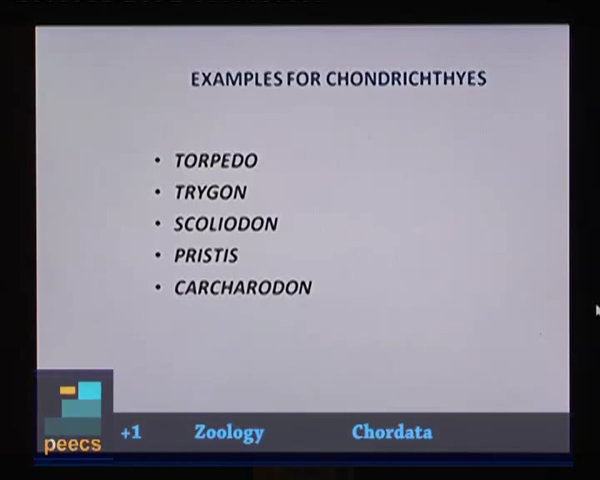 EXAMPLES FOR CHONDRICHTHYES
• TORPEDO
• TRYGON
• SCOLIODON
• PRISTIS
• CARCHARODON
peecs
+1 Zoology Chordata